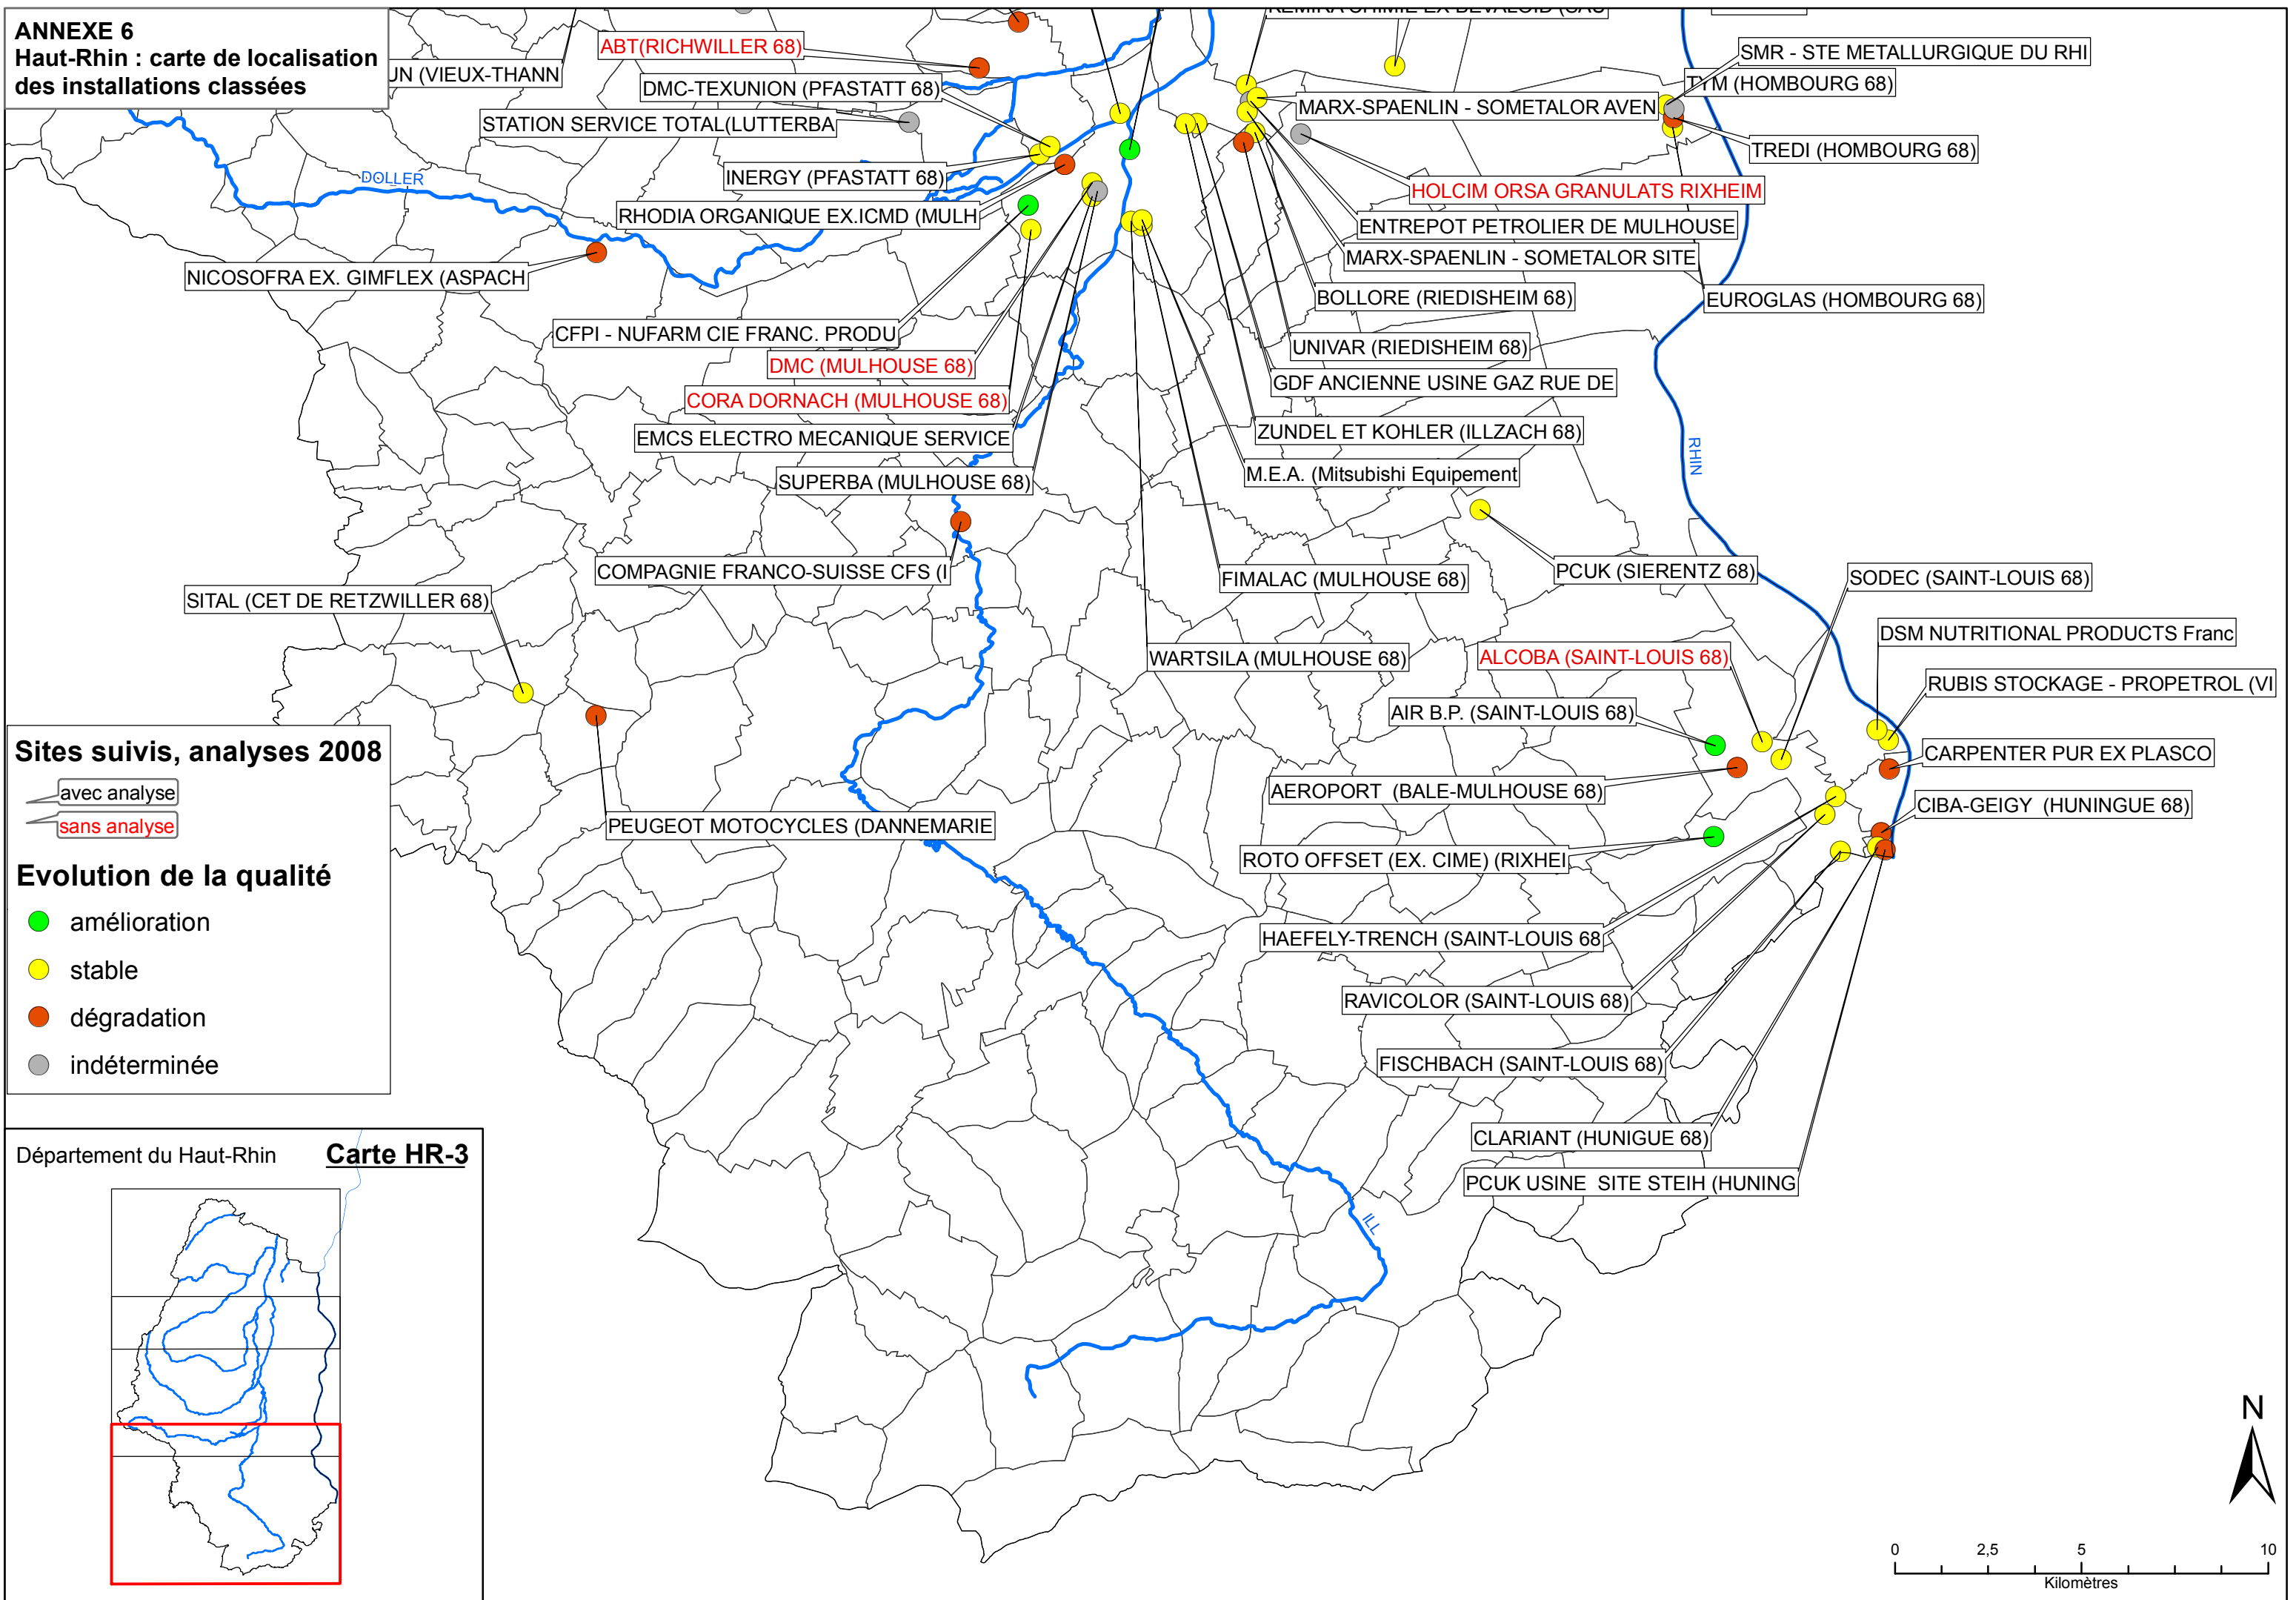 ANNEXE 6
Haut-Rhin : carte de localisation
des installations classées
UN (VIEUX-THANN
ABT(RICHWILLER 68)
DMC-TEXUNION (PFASTATT 68)
STATION SERVICE TOTAL(LUTTERBA
INERGY (PFASTATT 68)
RHODIA ORGANIQUE EX.ICMD (MULH
DOLLER
NICOSOFRA EX. GIMFLEX (ASPACH
CFPI - NUFARM CIE FRANC. PRODU
DMC (MULHOUSE 68)
CORA DORNACH (MULHOUSE 68)
EMCS ELECTRO MECANIQUE SERVICE
SUPERBA (MULHOUSE 68)
COMPAGNIE FRANCO-SUISSE CFS (I
SITAL (CET DE RETZWILLER 68)
PEUGEOT MOTOCYCLES (DANNEMARIE
KEMIRA CHIMIE EX BEVALOID (SAU
SMR - STE METALLURGIQUE DU RHI
TYM (HOMBOURG 68)
MARX-SPAENLIN - SOMETALOR AVEN
TREDI (HOMBOURG 68)
HOLCIM ORSA GRANULATS RIXHEIM
ENTREPOT PETROLIER DE MULHOUSE
MARX-SPAENLIN - SOMETALOR SITE
BOLLORE (RIEDISHEIM 68)
EUROGLAS (HOMBOURG 68)
UNIVAR (RIEDISHEIM 68)
GDF ANCIENNE USINE GAZ RUE DE
ZUNDEL ET KOHLER (ILLZACH 68)
M.E.A. (Mitsubishi Equipement
RHIN
FIMALAC (MULHOUSE 68)
PCUK (SIERENTZ 68)
SODEC (SAINT-LOUIS 68)
WARTSILA (MULHOUSE 68)
ALCOBA (SAINT-LOUIS 68)
DSM NUTRITIONAL PRODUCTS Franc
RUBIS STOCKAGE - PROPETROL (VI
AIR B.P. (SAINT-LOUIS 68)
CARPENTER PUR EX PLASCO
AEROPORT (BALE-MULHOUSE 68)
CIBA-GEIGY (HUNINGUE 68)
ROTO OFFSET (EX. CIME) (RIXHEI
HAEFELY-TRENCH (SAINT-LOUIS 68
RAVICOLOR (SAINT-LOUIS 68)
FISCHBACH (SAINT-LOUIS 68)
CLARIANT (HUNIGUE 68)
PCUK USINE SITE STEIH (HUNING
ILL
Sites suivis, analyses 2008
avec analyse
sans analyse
Evolution de la qualité
amélioration
stable
dégradation
indéterminée
Département du Haut-Rhin
Carte HR-3
N
0 2,5 5 10
Kilomètres